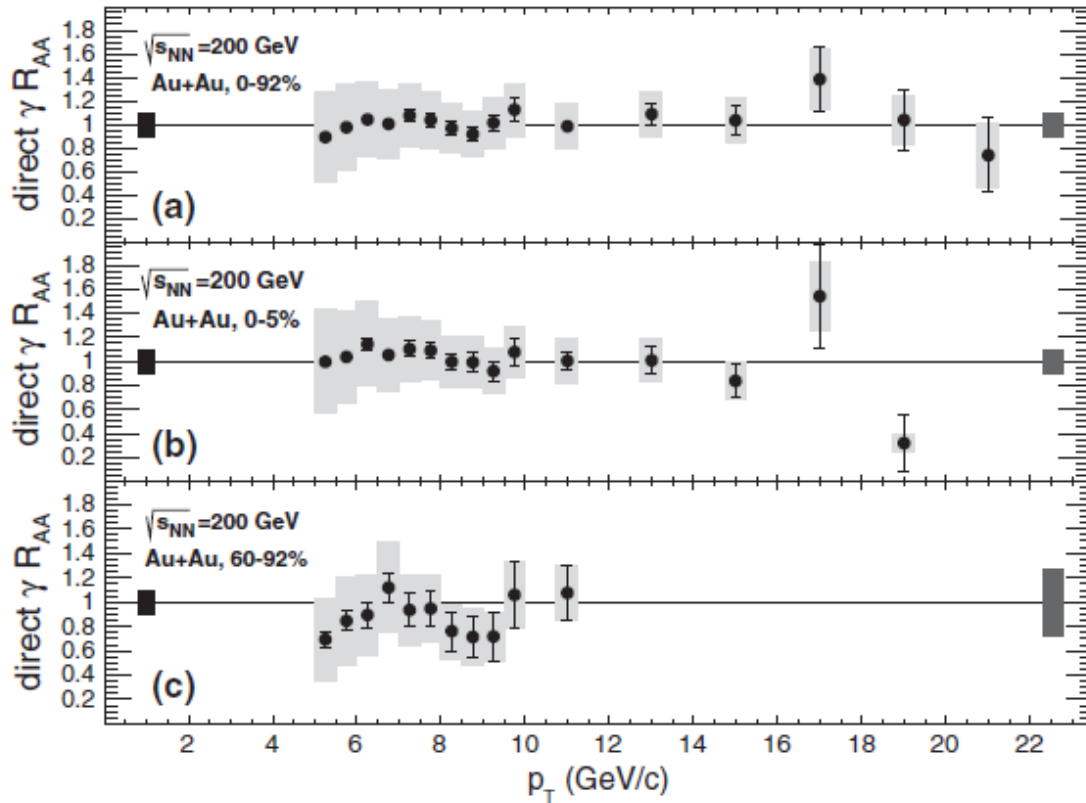 direct γ R_AA
1.8
1.6
1.4
1.2
1
0.8
0.6
0.4
0.2
√s_NN =200 GeV
Au+Au, 0-92%
(a)
direct γ R_AA
1.8
1.6
1.4
1.2
1
0.8
0.6
0.4
0.2
√s_NN =200 GeV
Au+Au, 0-5%
(b)
direct γ R_AA
1.8
1.6
1.4
1.2
1
0.8
0.6
0.4
0.2
√s_NN =200 GeV
Au+Au, 60-92%
(c)
2 4 6 8 10 12 14 16 18 20 22
p_T (GeV/c)